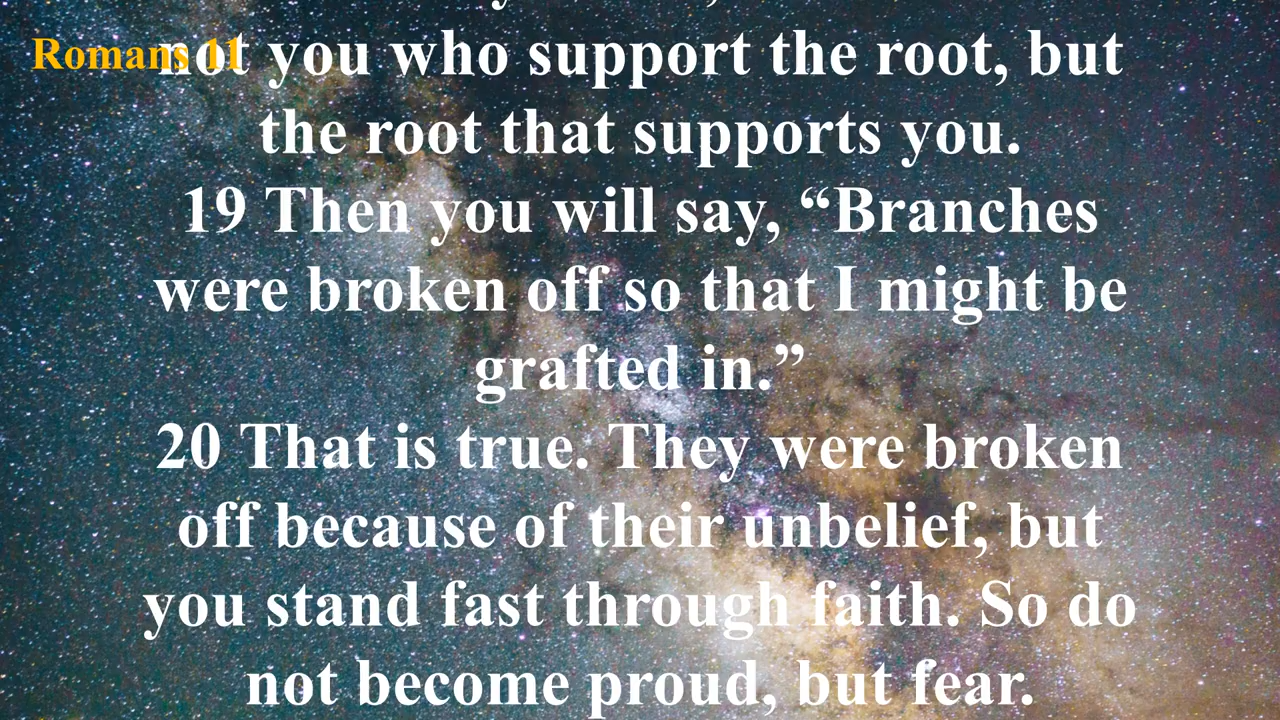 Romans 11
not you who support the root, but
the root that supports you.
19 Then you will say, “Branches
were broken off so that I might be
grafted in.”
20 That is true. They were broken
off because of their unbelief, but
you stand fast through faith. So do
not become proud, but fear.